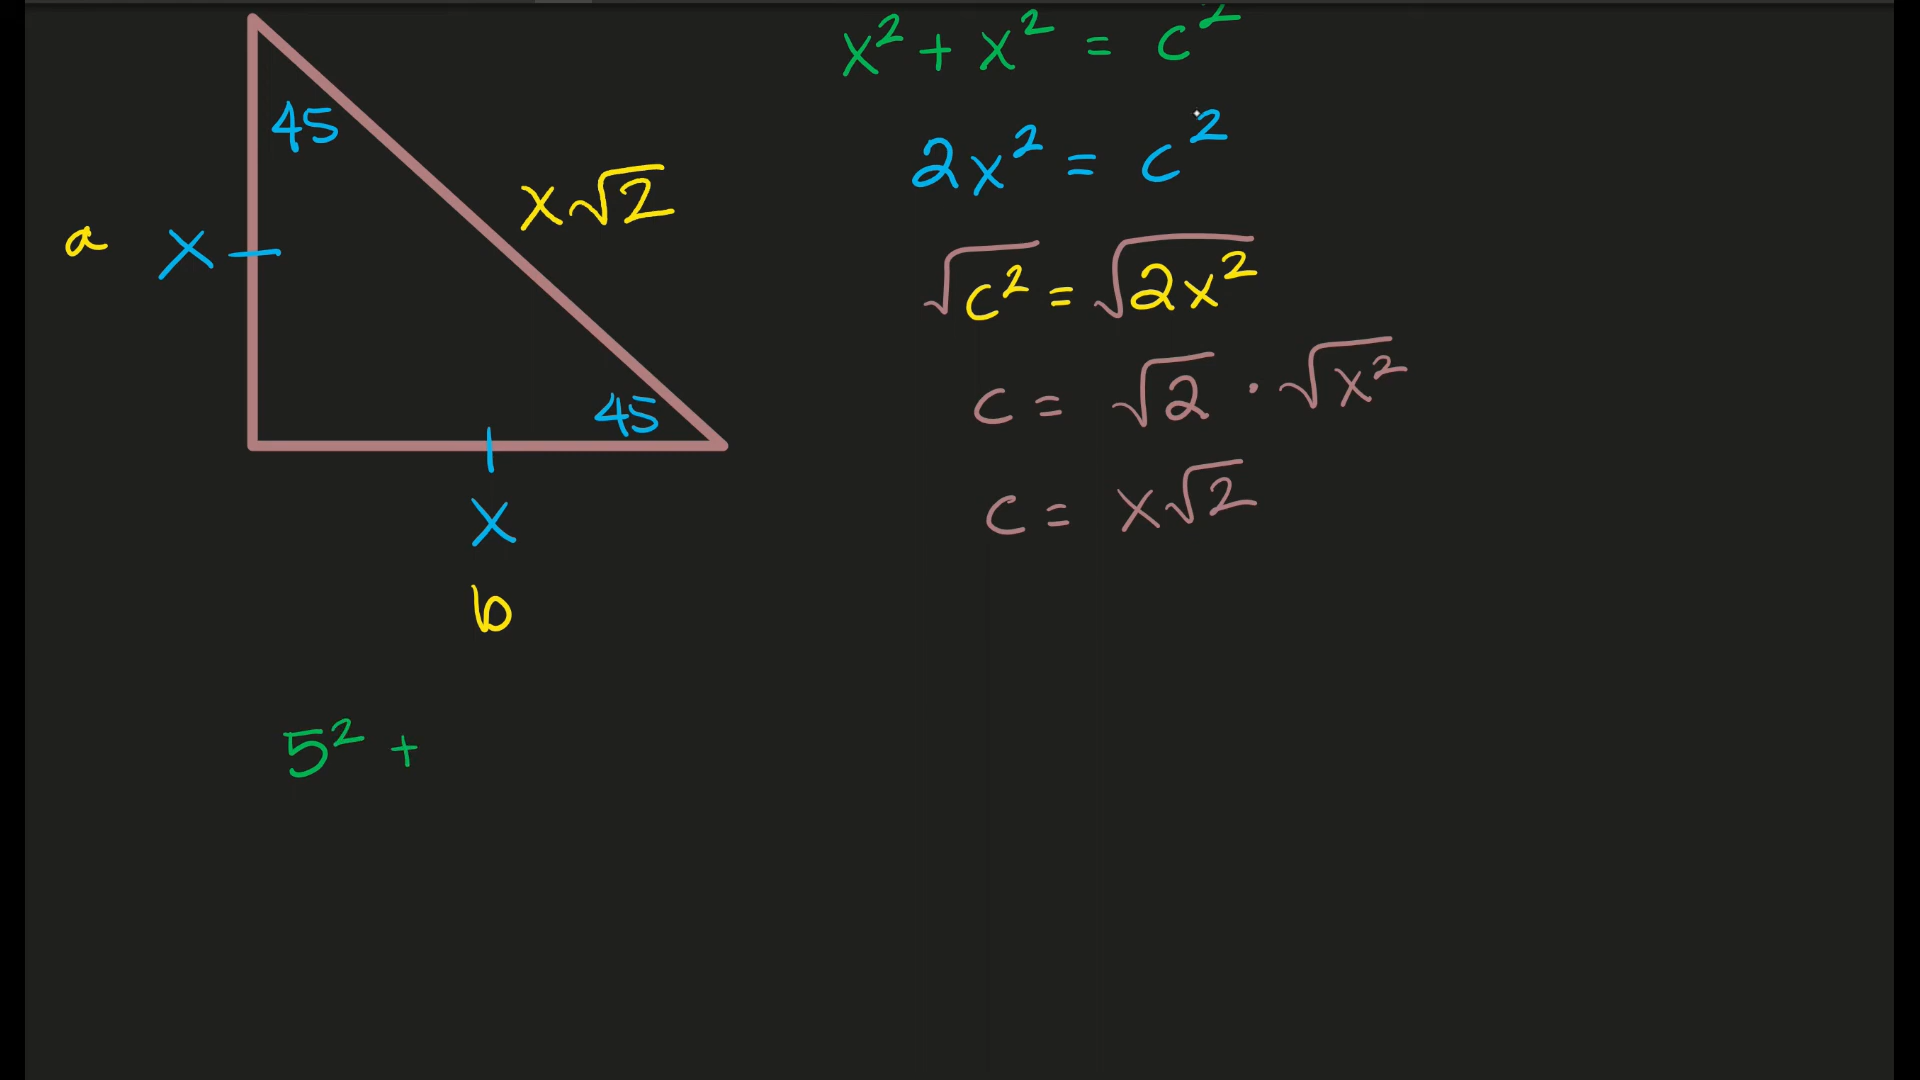 45
x√2
a x
45
x
b
5² +
x² + x² = c²
2x² = c²
√c² = √2x²
c = √2 · √x²
c = x√2